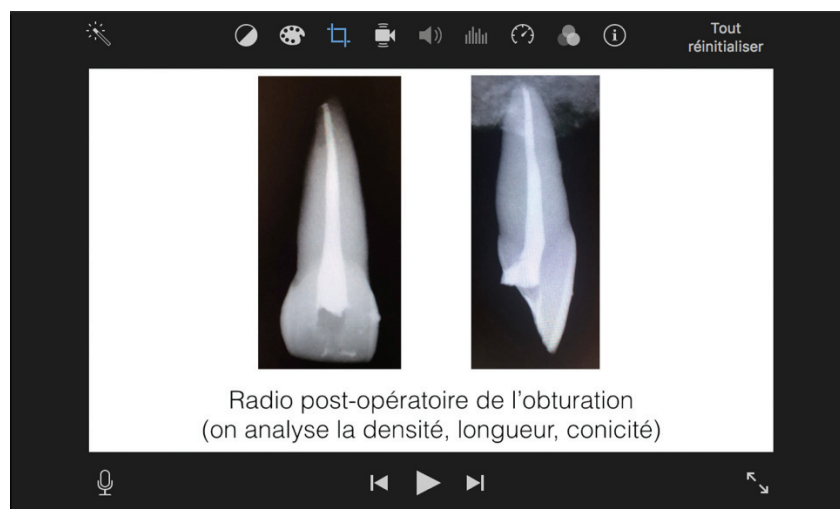 Tout
réinitialiser
Radio post-opératoire de l’obturation
(on analyse la densité, longueur, conicité)